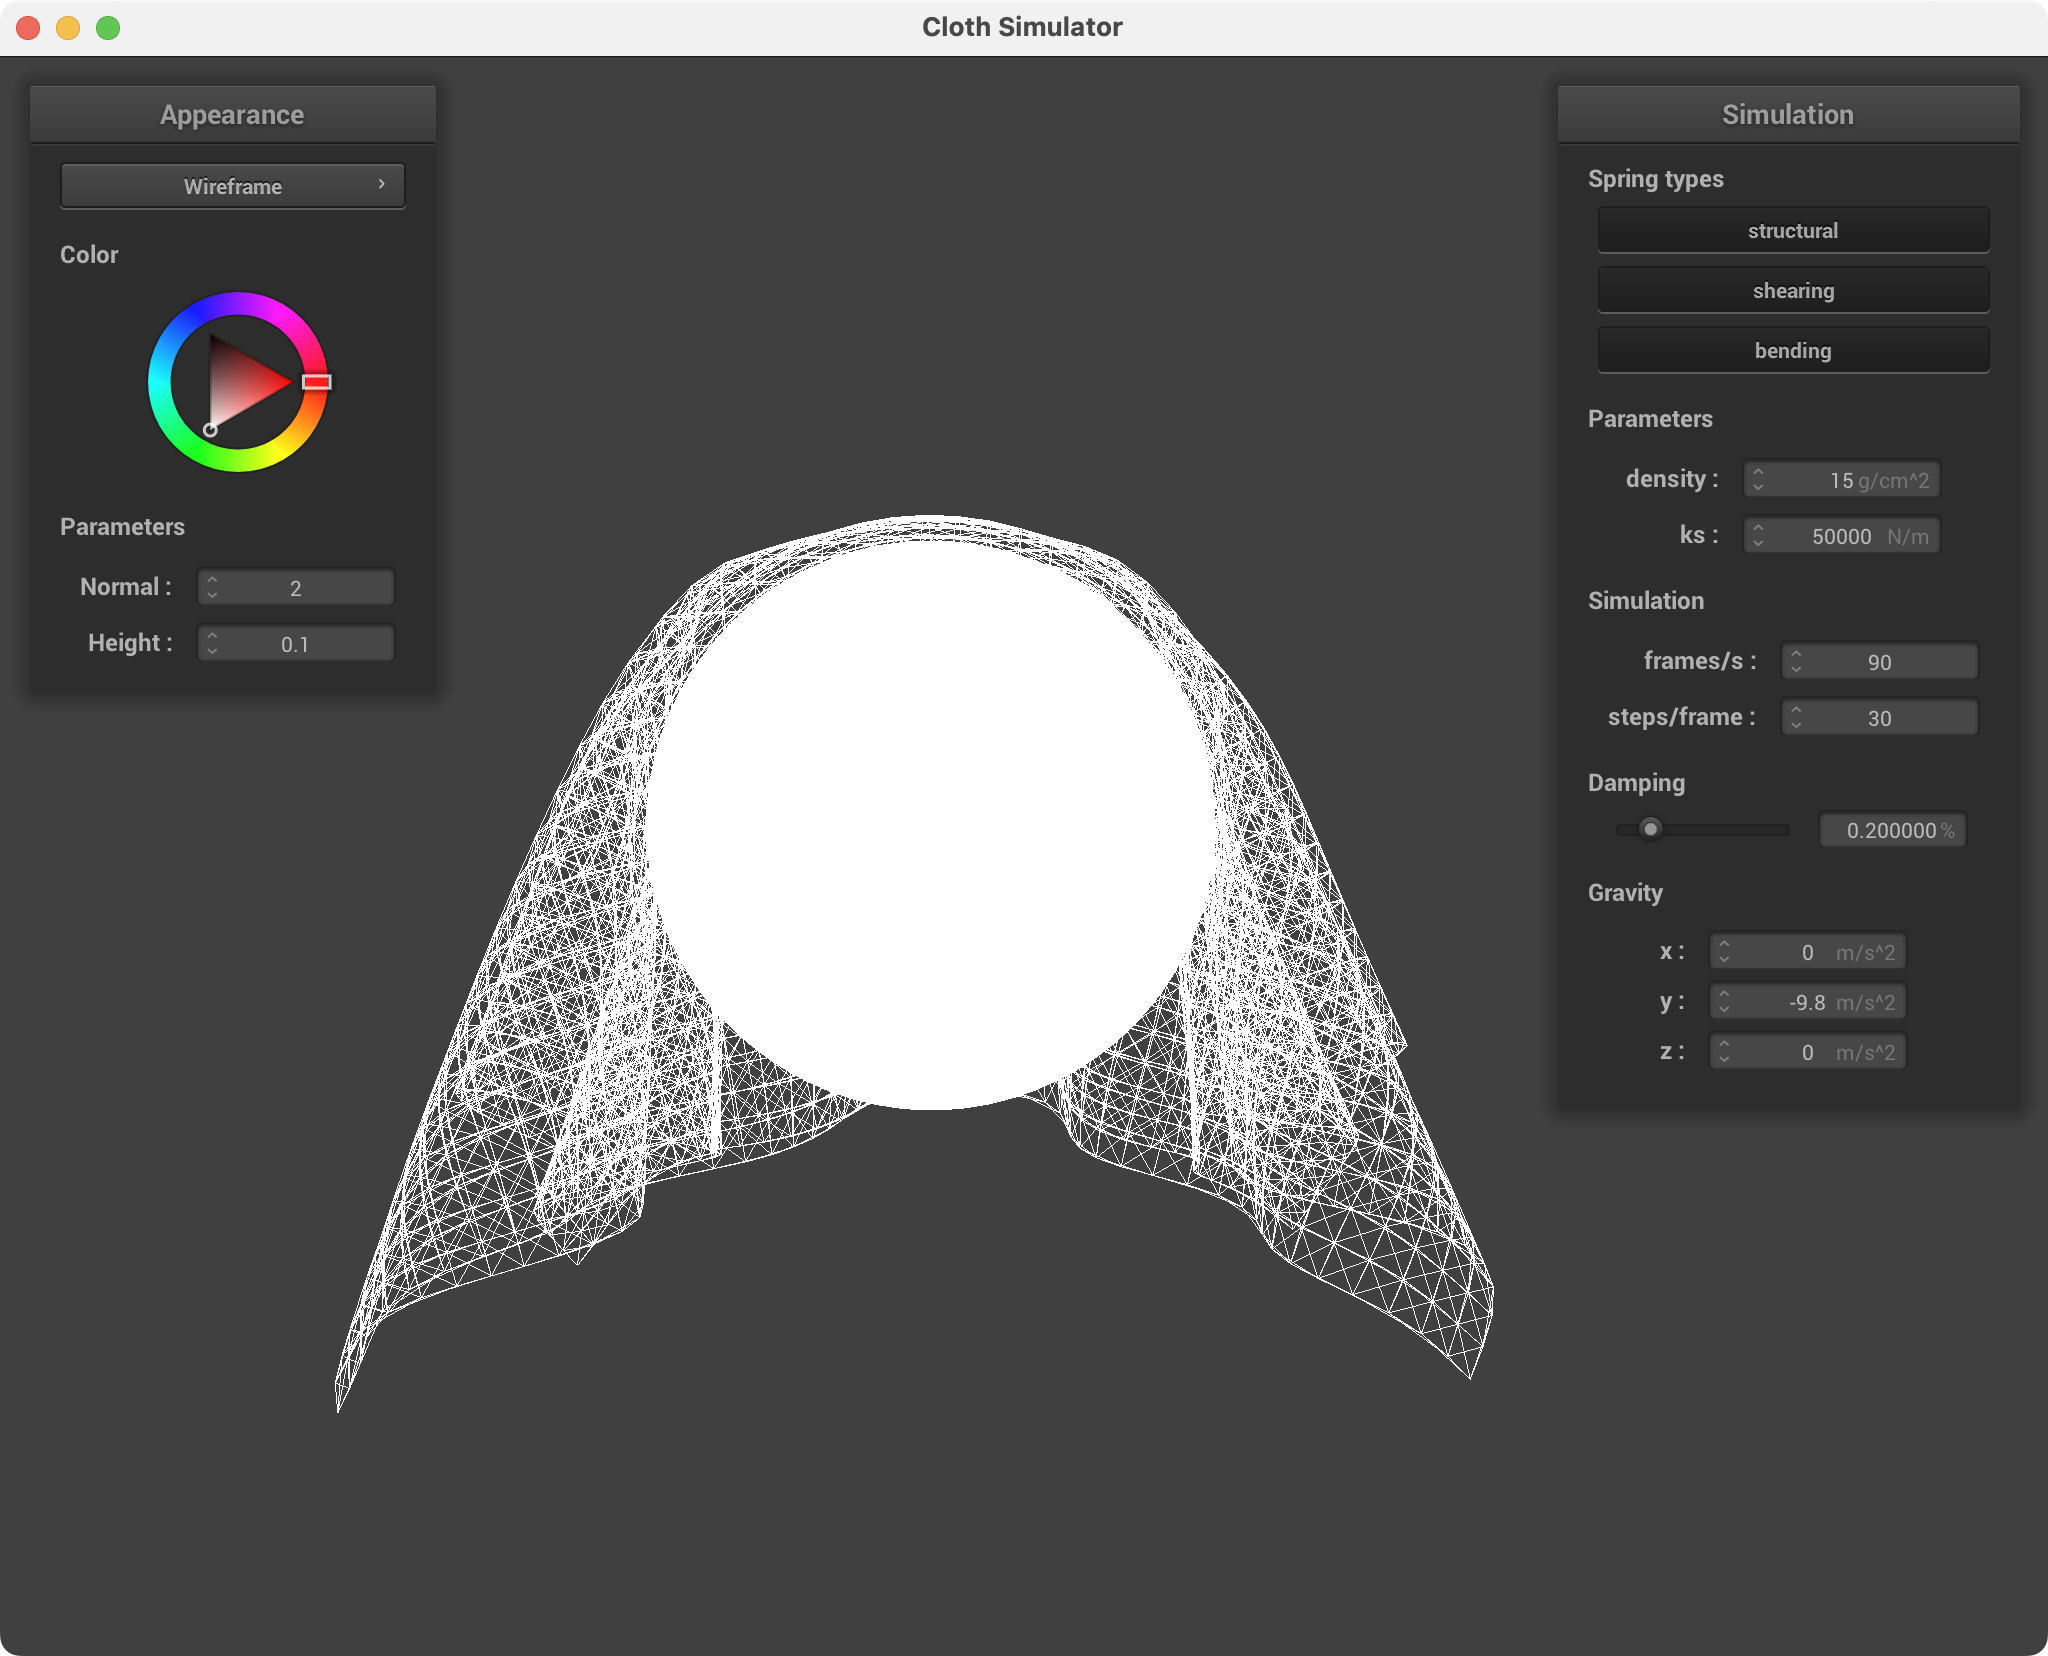 Cloth Simulator
Appearance
Wireframe
Color
Parameters
Normal : 2
Height : 0.1
Simulation
Spring types
structural
shearing
bending
Parameters
density : 15 g/cm^2
ks : 50000 N/m
Simulation
frames/s : 90
steps/frame : 30
Damping
0.200000 %
Gravity
x : 0 m/s^2
y : -9.8 m/s^2
z : 0 m/s^2